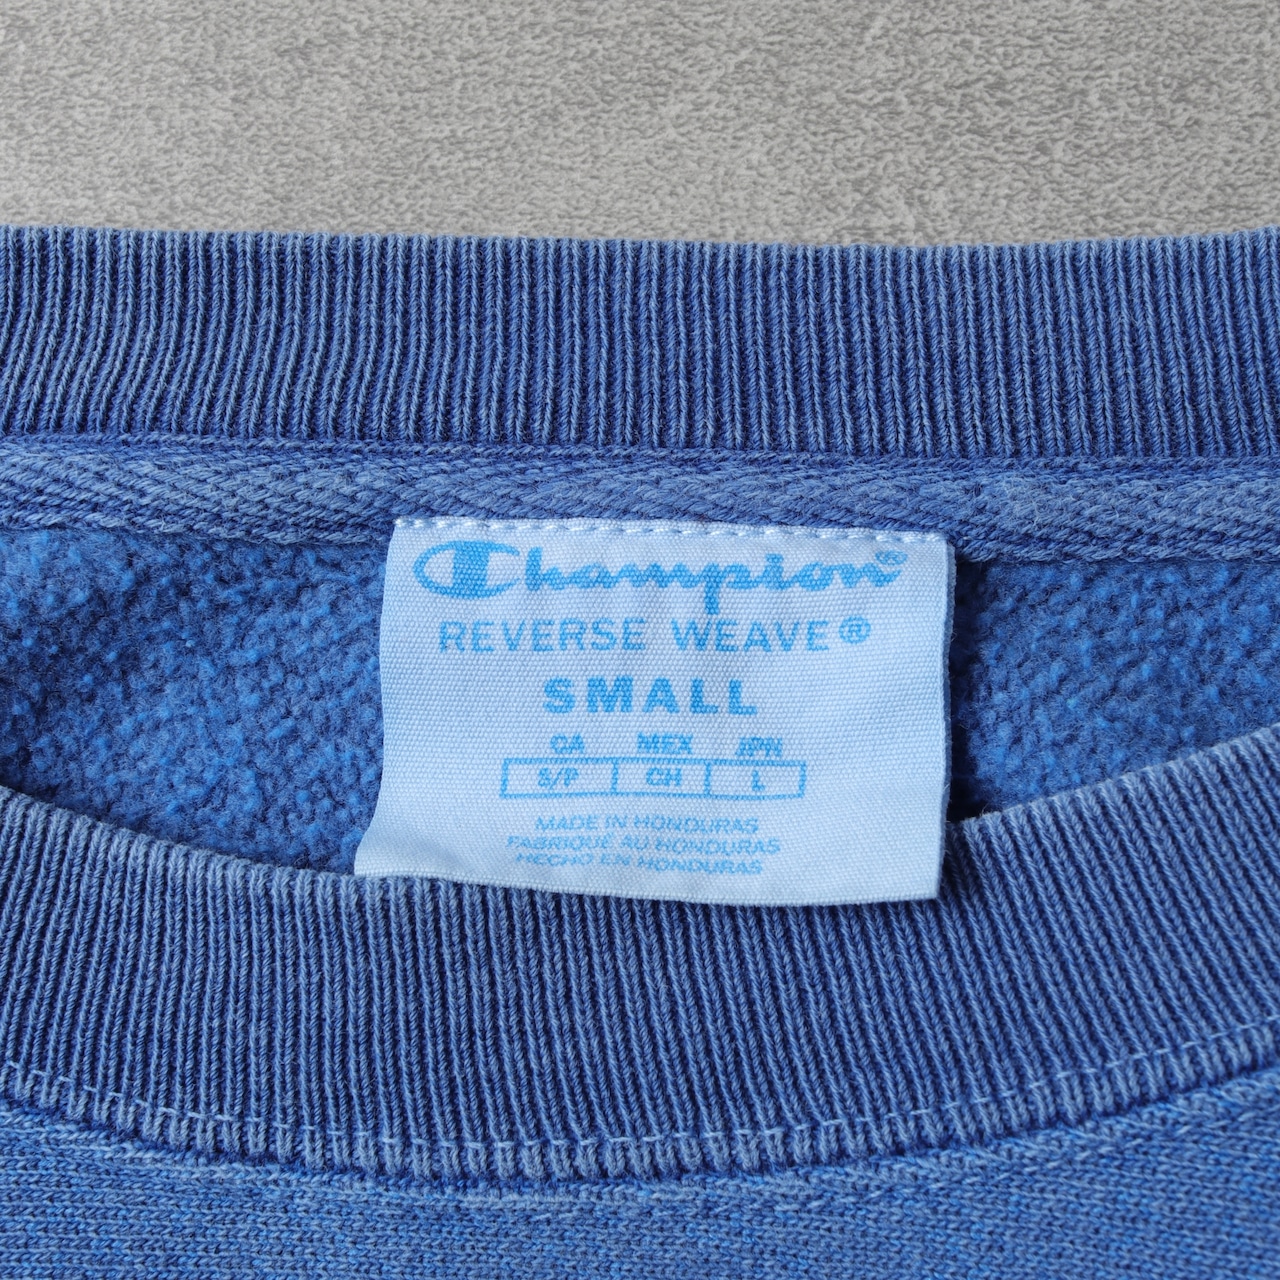 Champion®
REVERSE WEAVE®
SMALL
CA MEX JPN
S/P CH L
MADE IN HONDURAS
FABRIQUÉ AU HONDURAS
HECHO EN HONDURAS